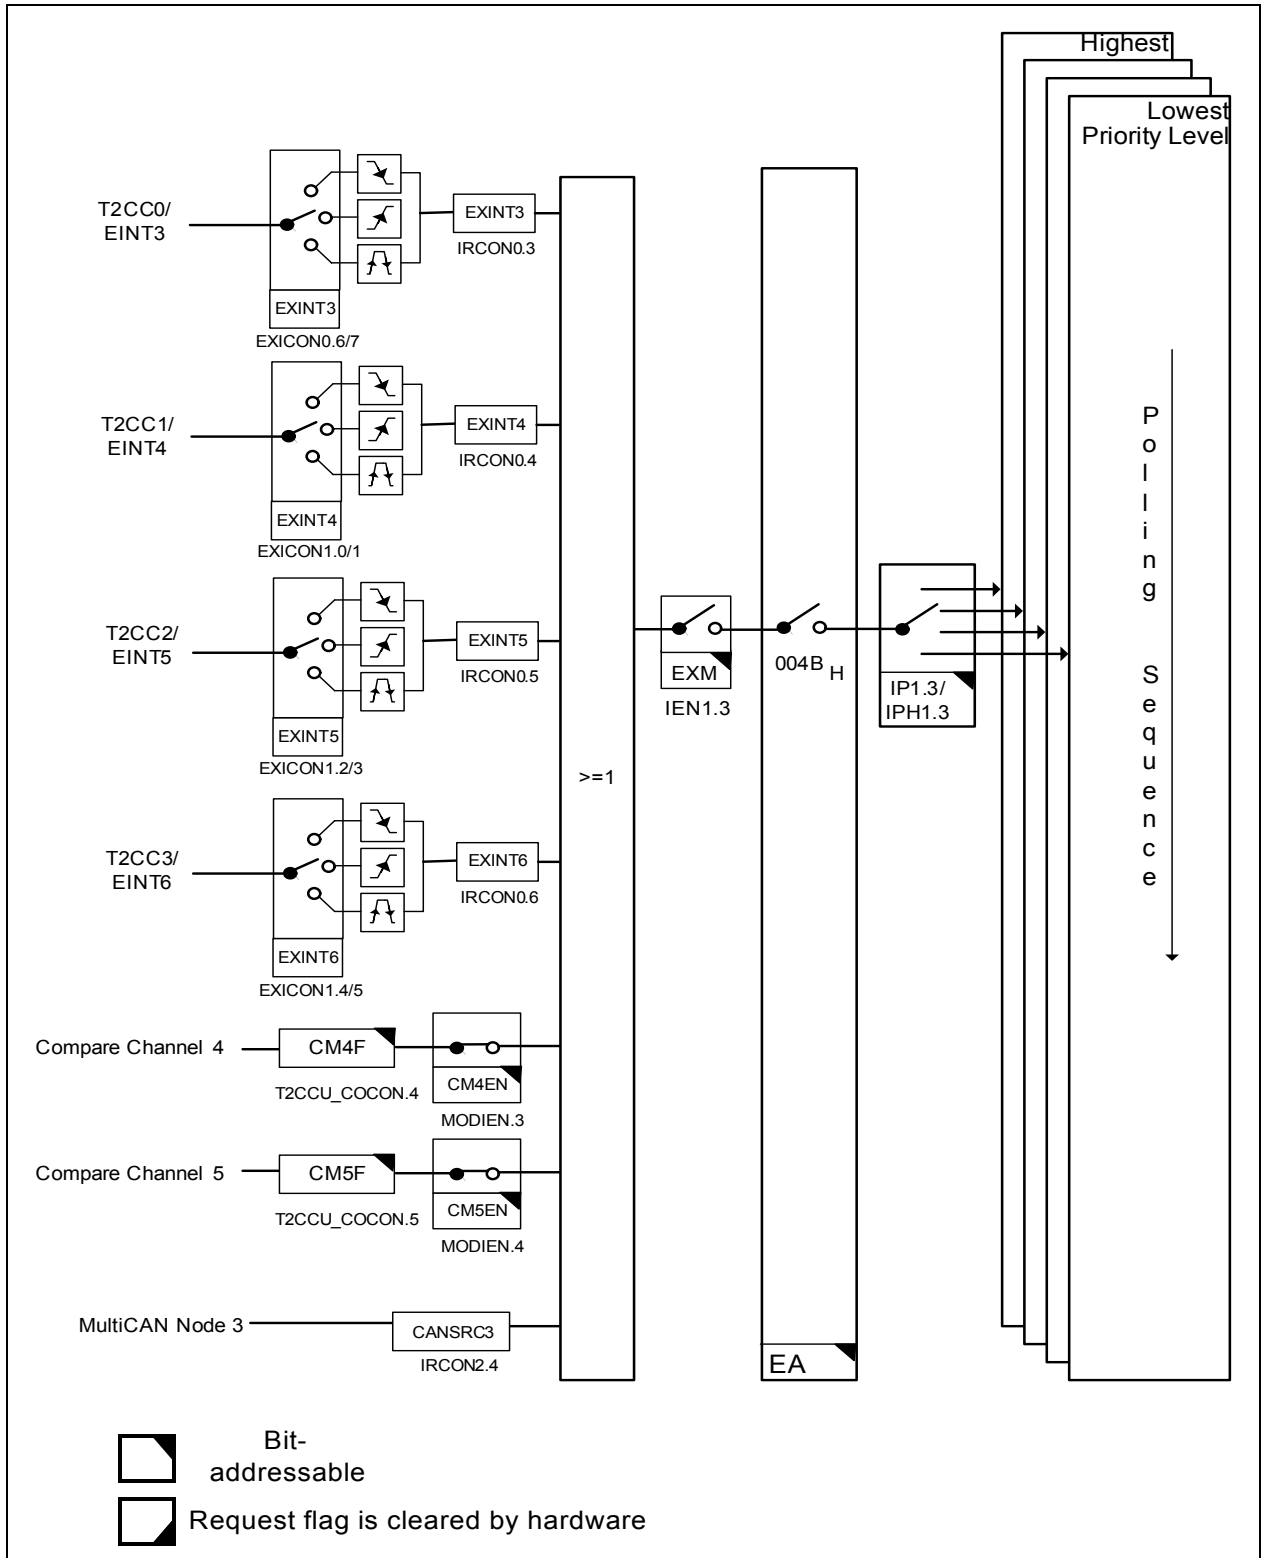 Highest
Lowest
Priority Level
T2CC0/
EINT3
EXINT3
IRCON0.3
EXINT3
EXICON0.6/7
T2CC1/
EINT4
EXINT4
IRCON0.4
EXINT4
EXICON1.0/1
T2CC2/
EINT5
EXINT5
IRCON0.5
EXINT5
EXICON1.2/3
T2CC3/
EINT6
EXINT6
IRCON0.6
EXINT6
EXICON1.4/5
Compare Channel 4
CM4F
T2CCU_COCON.4
CM4EN
MODIEN.3
Compare Channel 5
CM5F
T2CCU_COCON.5
CM5EN
MODIEN.4
MultiCAN Node 3
CANSRC3
IRCON2.4
>=1
EXM
IEN1.3
004B H
EA
IP1.3/
IPH1.3
Polling Sequence
Bit-
addressable
Request flag is cleared by hardware